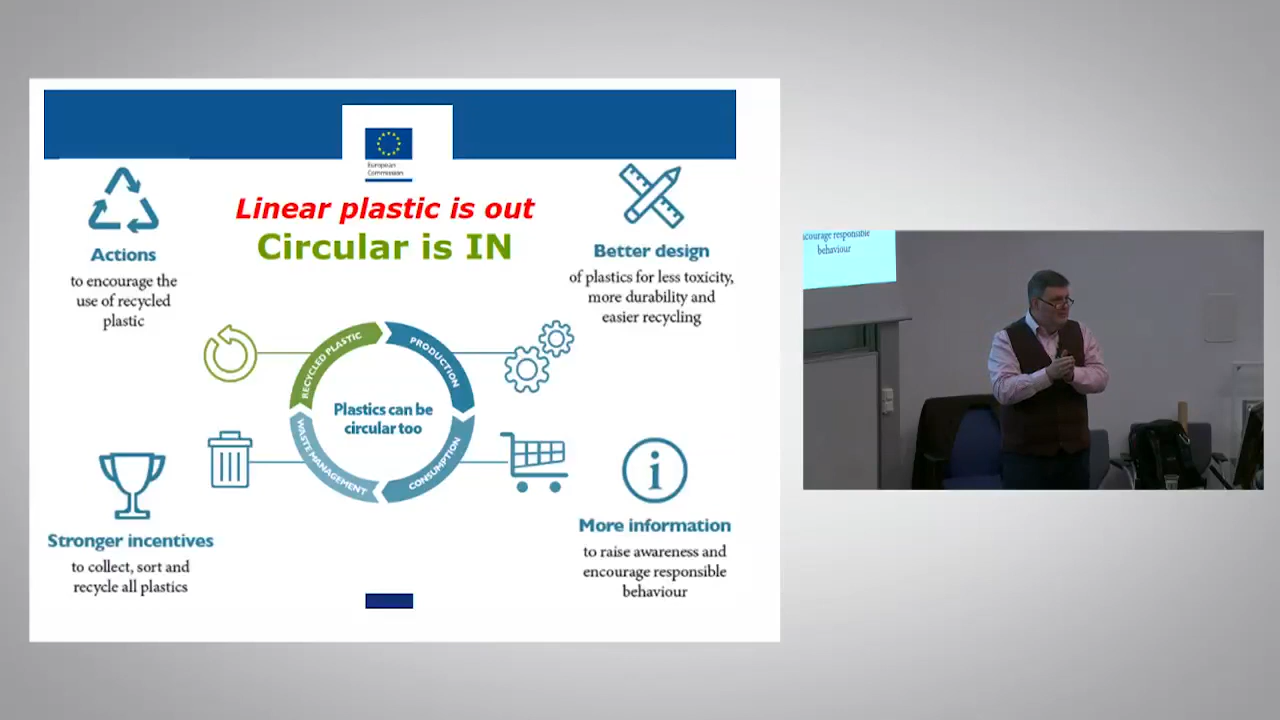 European
Commission
Linear plastic is out
Circular is IN
Actions
to encourage the
use of recycled
plastic
Better design
of plastics for less toxicity,
more durability and
easier recycling
RECYCLED PLASTIC
PRODUCTION
Plastics can be
circular too
WASTE MANAGEMENT
CONSUMPTION
Stronger incentives
to collect, sort and
recycle all plastics
More information
to raise awareness and
encourage responsible
behaviour
courage responsible
behaviour